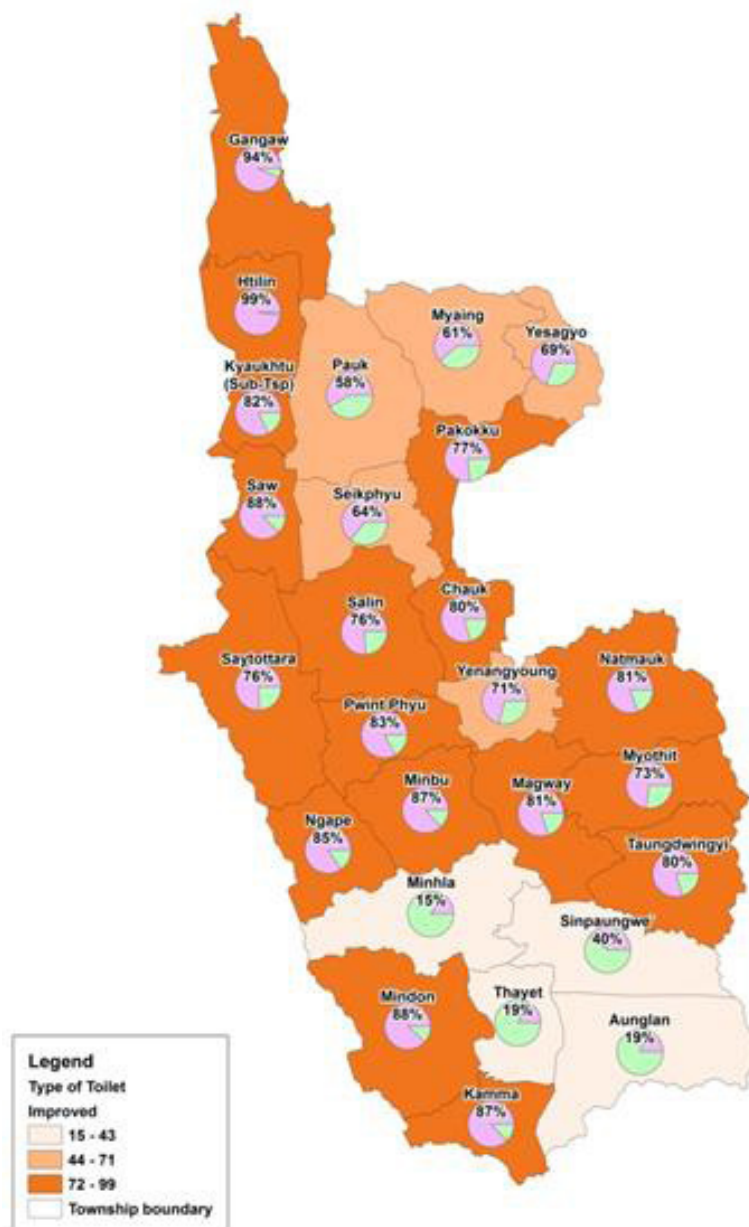 Gangaw
94%
Htilin
99%
Myaing
61%
Yesagyo
69%
Kyaukhtu
(Sub-Tsp)
82%
Pauk
58%
Pakokku
77%
Saw
88%
Seikphyu
64%
Salin
76%
Chauk
80%
Saytottara
76%
Yenangyoung
71%
Natmauk
81%
Pwint Phyu
83%
Minbu
87%
Magway
81%
Myothit
73%
Ngape
85%
Taungdwingyi
80%
Minhla
15%
Sinpaungwe
40%
Mindon
88%
Thayet
19%
Aunglan
19%
Kamma
87%
Legend
Type of Toilet
Improved
15 - 43
44 - 71
72 - 99
Township boundary